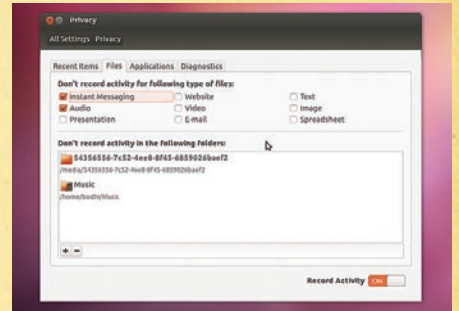 Privacy
All Settings Privacy
Recent Items Files Applications Diagnostics
Don't record activity for following type of files:
Instant Messaging Website Text
Audio Video Image
Presentation E-mail Spreadsheet
Don't record activity in the following folders:
54356556-7c52-4ee8-8f45-6859026baef2
/media/54356556-7c52-4ee8-8f45-6859026baef2
Music
/home/bodhi/Music
+ −
Record Activity ON